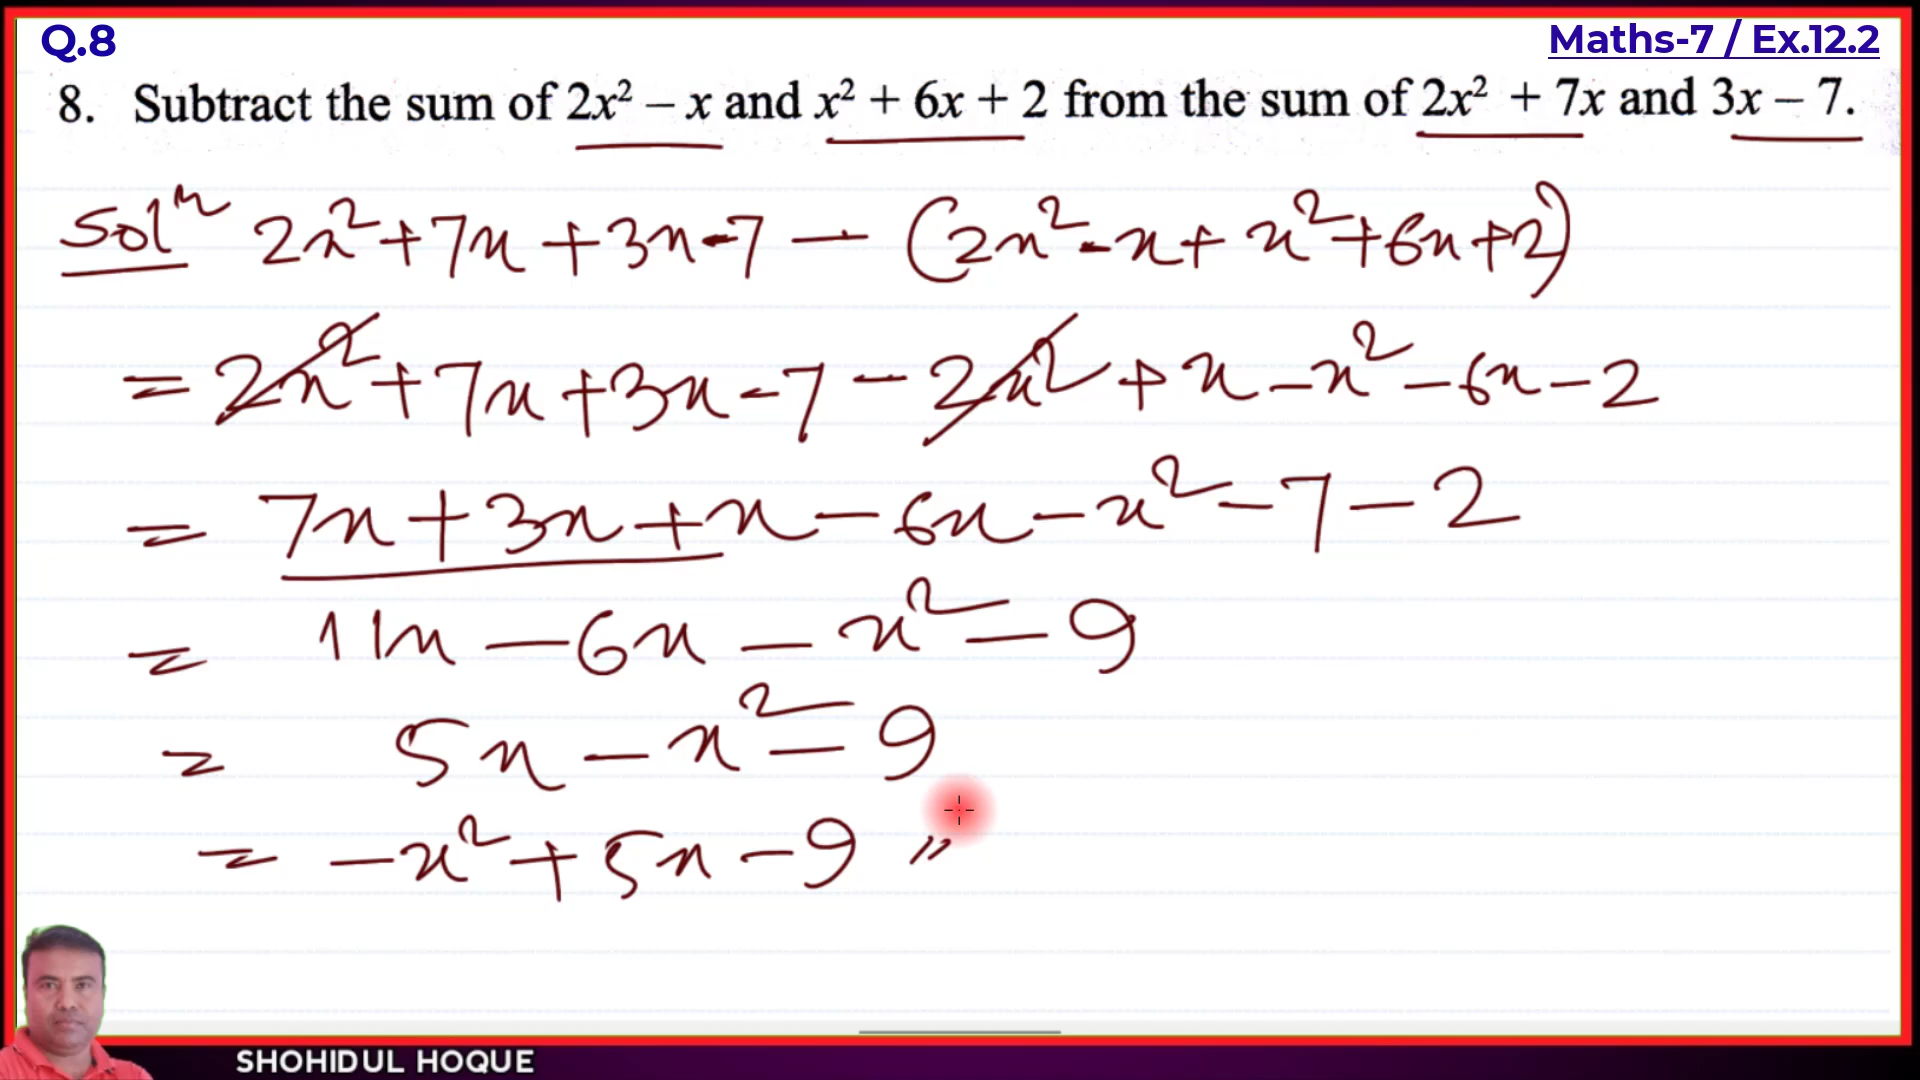 Q.8
Maths-7 / Ex.12.2
8. Subtract the sum of 2x² – x and x² + 6x + 2 from the sum of 2x² + 7x and 3x – 7.
Solⁿ 2x²+7x+3x-7 - (2x²-x+x²+6x+2)
= 2x²+7x+3x-7-2x²+x-x²-6x-2
= 7x+3x+x-6x-x²-7-2
= 11x-6x-x²-9
= 5x-x²-9
= -x²+5x-9 "
SHOHIDUL HOQUE